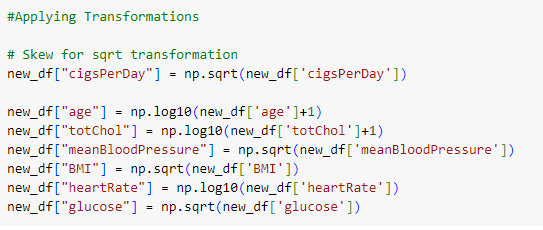 #Applying Transformations
# Skew for sqrt transformation
new_df["cigsPerDay"] = np.sqrt(new_df['cigsPerDay'])
new_df["age"] = np.log10(new_df['age']+1)
new_df["totChol"] = np.log10(new_df['totChol']+1)
new_df["meanBloodPressure"] = np.sqrt(new_df['meanBloodPressure'])
new_df["BMI"] = np.sqrt(new_df['BMI'])
new_df["heartRate"] = np.log10(new_df['heartRate'])
new_df["glucose"] = np.sqrt(new_df['glucose'])